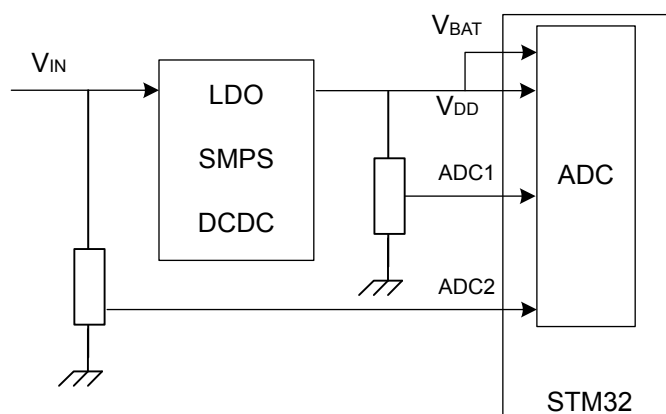 VBAT
VIN
LDO
VDD
SMPS
ADC1
ADC
DCDC
ADC2
STM32